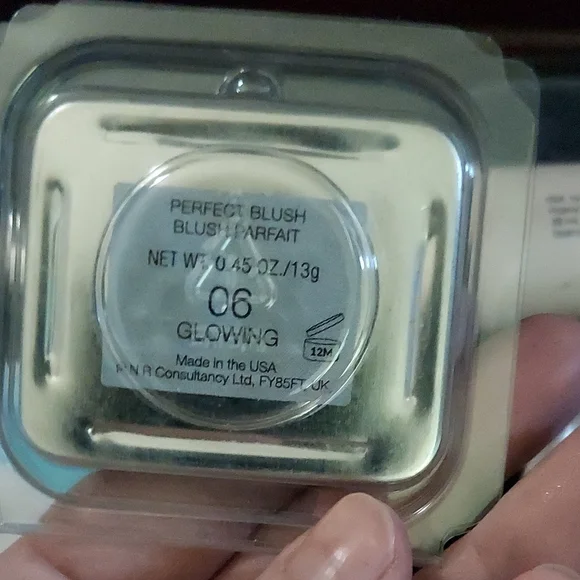 PERFECT BLUSH
BLUSH PARFAIT
NET WT 0.45 OZ./13g
06
GLOWING
12M
Made in the USA
N R Consultancy Ltd, FY85FT, UK